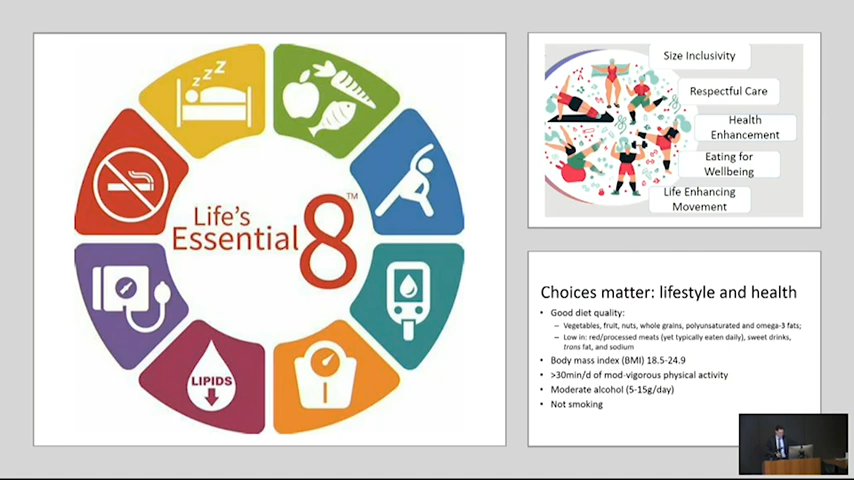 Z Z Z Z
Life's
Essential 8™
LIPIDS
Size Inclusivity
Respectful Care
Health
Enhancement
Eating for
Wellbeing
Life Enhancing
Movement
Choices matter: lifestyle and health
• Good diet quality:
– Vegetables, fruit, nuts, whole grains, polyunsaturated and omega-3 fats;
– Low in: red/processed meats (yet typically eaten daily), sweet drinks,
trans fat, and sodium
• Body mass index (BMI) 18.5-24.9
• >30min/d of mod-vigorous physical activity
• Moderate alcohol (5-15g/day)
• Not smoking